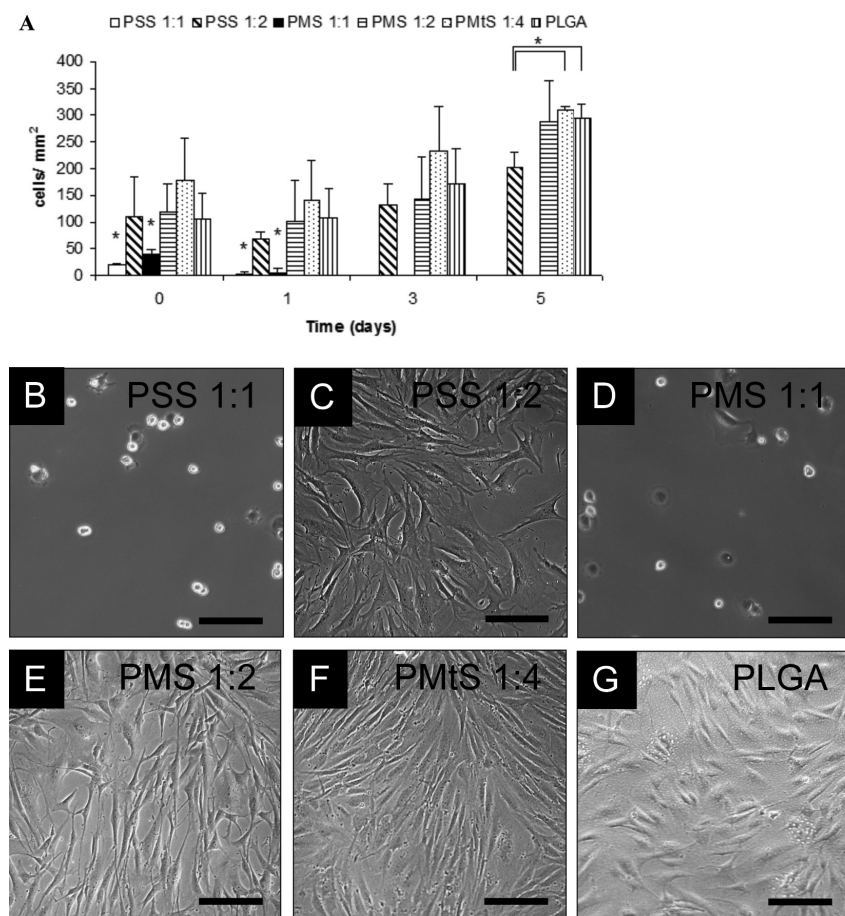 A
PSS 1:1 PSS 1:2 PMS 1:1 PMS 1:2 PMtS 1:4 PLGA
*
400
350
300
250
200
150
100
50
0
* * * *
cells/ mm²
0 1 3 5
Time (days)
B PSS 1:1
C PSS 1:2
D PMS 1:1
E PMS 1:2
F PMtS 1:4
G PLGA